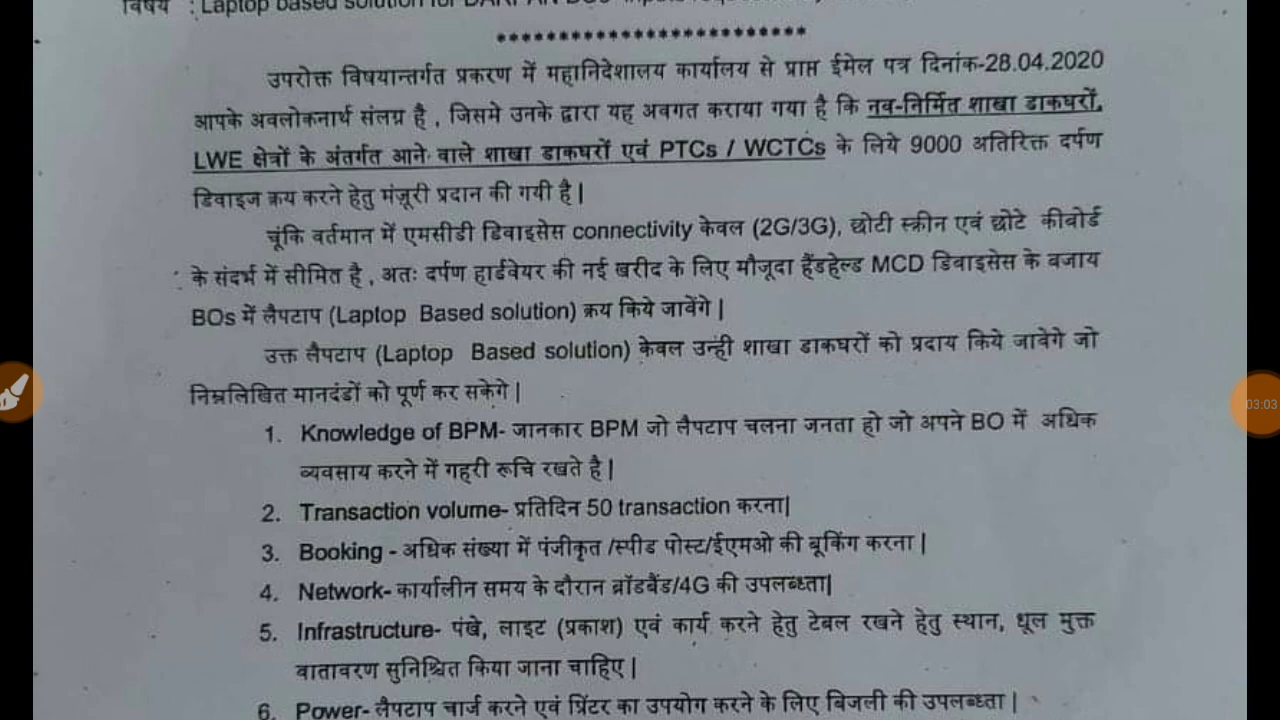 विषय : Laptop based solution for DARPAN BOs-
************************
उपरोक्त विषयान्तर्गत प्रकरण में महानिदेशालय कार्यालय से प्राप्त ईमेल पत्र दिनांक-28.04.2020
आपके अवलोकनार्थ संलग्न है , जिसमे उनके द्वारा यह अवगत कराया गया है कि नव-निर्मित शाखा डाकघरों,
LWE क्षेत्रों के अंतर्गत आने वाले शाखा डाकघरों एवं PTCs / WCTCs के लिये 9000 अतिरिक्त दर्पण
डिवाइज क्रय करने हेतु मंज़ूरी प्रदान की गयी है |
चूंकि वर्तमान में एमसीडी डिवाइसेस connectivity केवल (2G/3G), छोटी स्क्रीन एवं छोटे कीबोर्ड
के संदर्भ में सीमित है , अतः दर्पण हार्डवेयर की नई खरीद के लिए मौजूदा हैंडहेल्ड MCD डिवाइसेस के बजाय
BOs में लैपटाप (Laptop Based solution) क्रय किये जावेंगे |
उक्त लैपटाप (Laptop Based solution) केवल उन्ही शाखा डाकघरों को प्रदाय किये जावेगे जो
निम्नलिखित मानदंडों को पूर्ण कर सकेगे |
1. Knowledge of BPM- जानकार BPM जो लैपटाप चलना जनता हो जो अपने BO में अधिक
व्यवसाय करने में गहरी रूचि रखते है |
2. Transaction volume- प्रतिदिन 50 transaction करना|
3. Booking - अधिक संख्या में पंजीकृत /स्पीड पोस्ट/ईएमओ की बूकिंग करना |
4. Network- कार्यालीन समय के दौरान ब्रॉडबैंड/4G की उपलब्धता|
5. Infrastructure- पंखे, लाइट (प्रकाश) एवं कार्य करने हेतु टेबल रखने हेतु स्थान, धूल मुक्त
वातावरण सुनिश्चित किया जाना चाहिए |
6. Power- लैपटाप चार्ज करने एवं प्रिंटर का उपयोग करने के लिए बिजली की उपलब्धता |
03:03